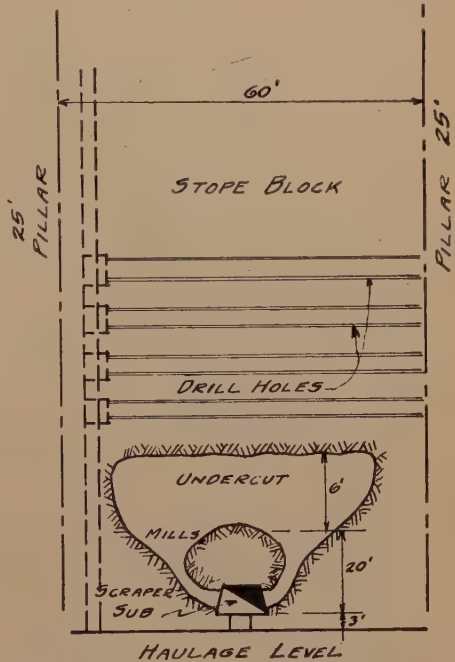 60'
STOPE BLOCK
25'
PILLAR
PILLAR 25'
DRILL HOLES
UNDERCUT
6'
MILLS
20'
SCRAPER
SUB
3'
HAULAGE LEVEL